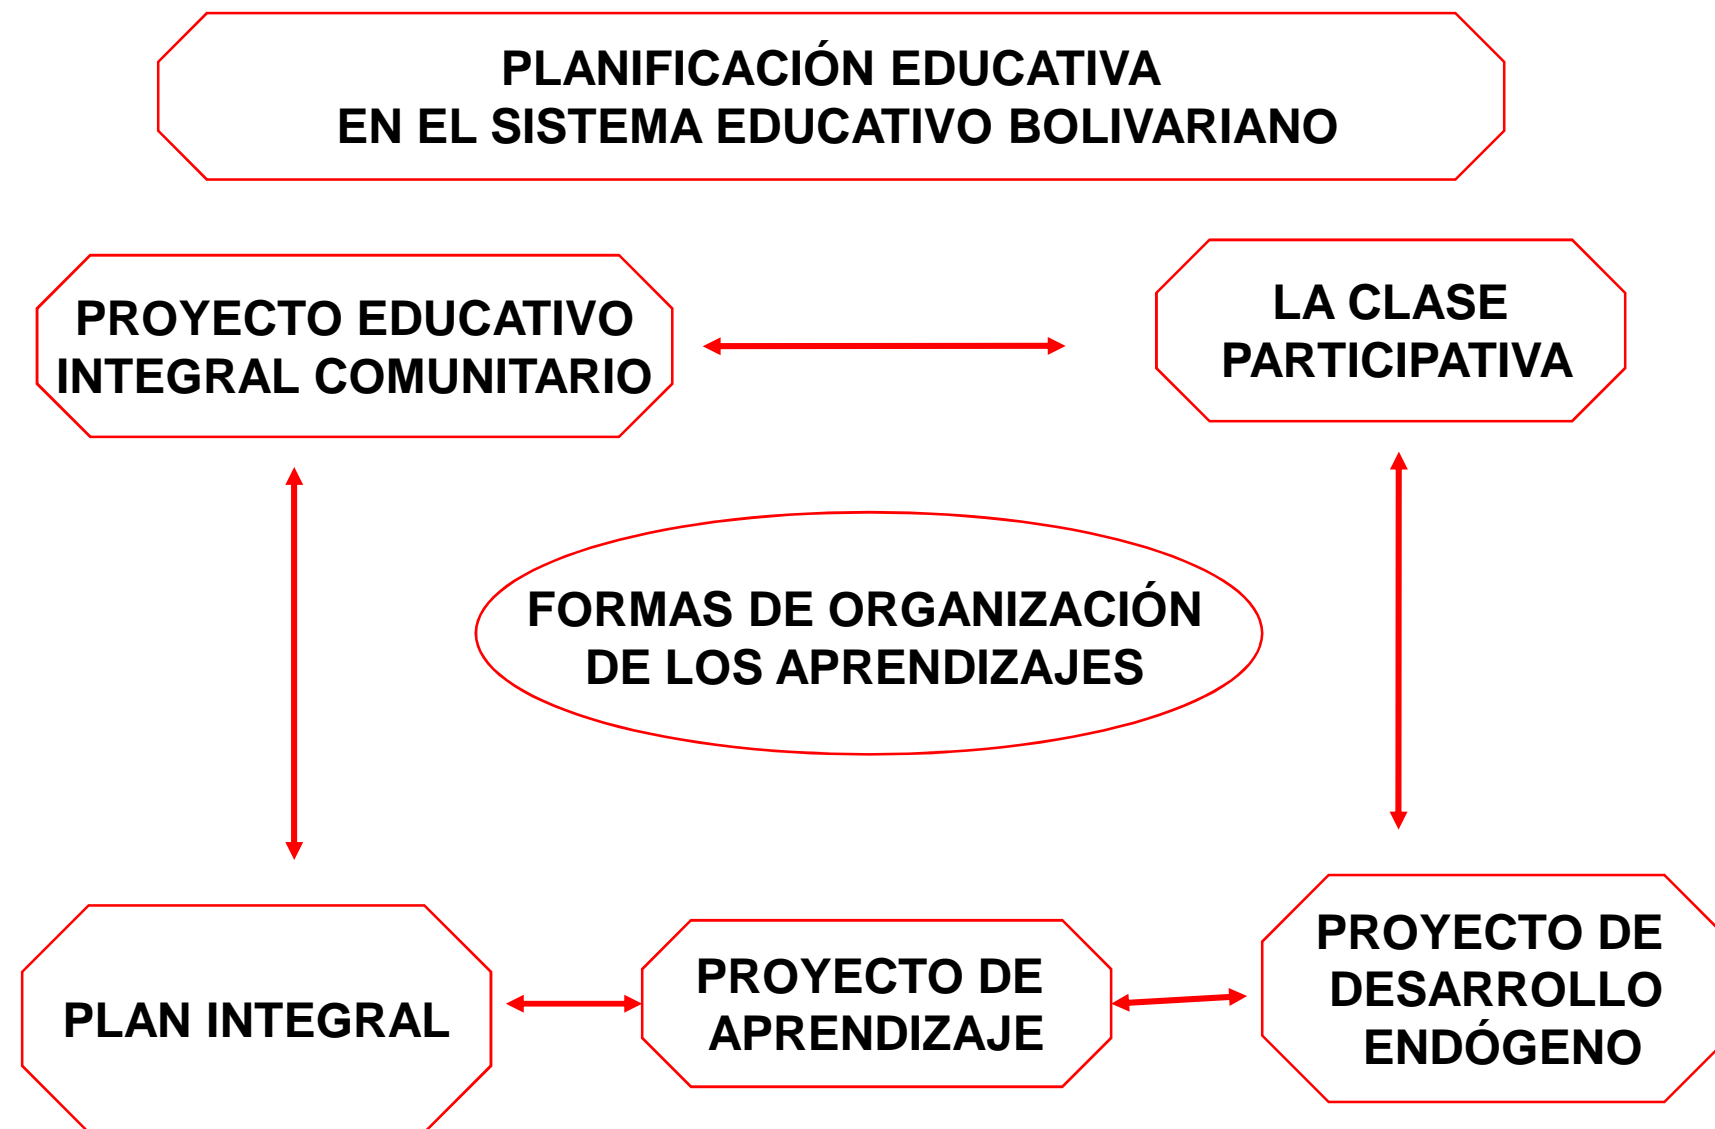 PLANIFICACIÓN EDUCATIVA
EN EL SISTEMA EDUCATIVO BOLIVARIANO
PROYECTO EDUCATIVO
INTEGRAL COMUNITARIO
LA CLASE
PARTICIPATIVA
FORMAS DE ORGANIZACIÓN
DE LOS APRENDIZAJES
PLAN INTEGRAL
PROYECTO DE
APRENDIZAJE
PROYECTO DE
DESARROLLO
ENDÓGENO